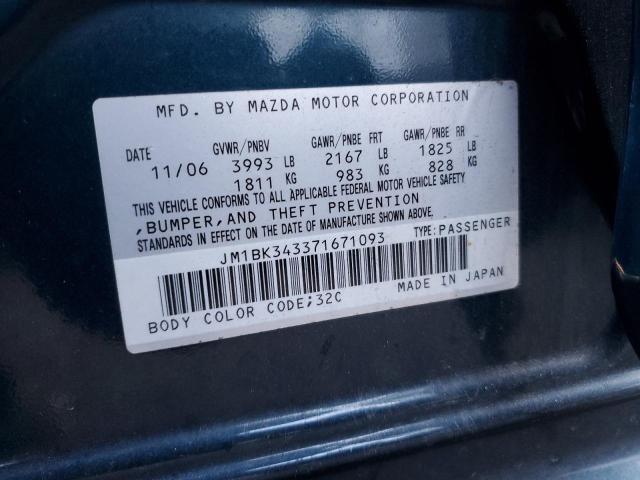 MFD. BY MAZDA MOTOR CORPORATION
DATE GVWR/PNBV GAWR/PNBE FRT GAWR/PNBE RR
11/06 3993 LB 2167 LB 1825 LB
1811 KG 983 KG 828 KG
THIS VEHICLE CONFORMS TO ALL APPLICABLE FEDERAL MOTOR VEHICLE SAFETY
,BUMPER,AND THEFT PREVENTION
STANDARDS IN EFFECT ON THE DATE OF MANUFACTURE SHOWN ABOVE.
JM1BK343371671093 TYPE:PASSENGER
BODY COLOR CODE;32C MADE IN JAPAN